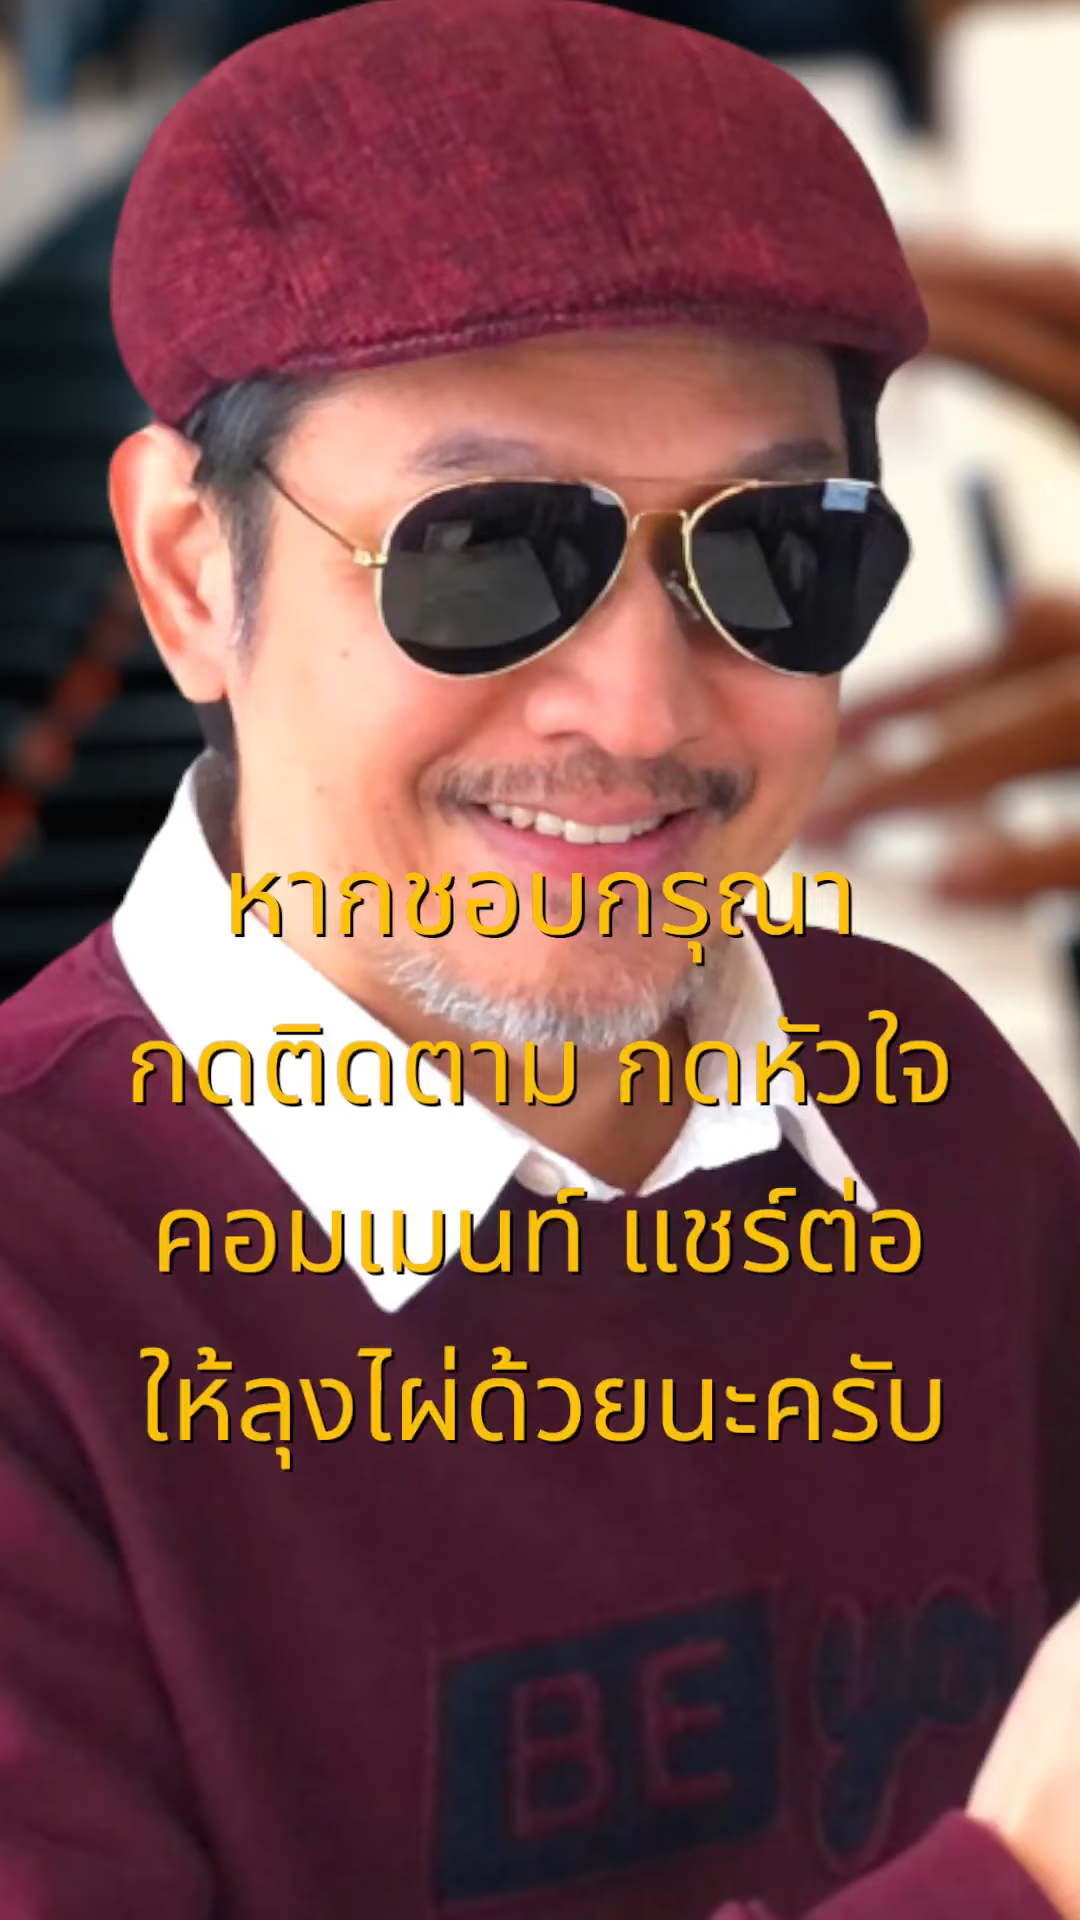 หากชอบกรุณา
กดติดตาม กดหัวใจ
คอมเมนท์ แชร์ต่อ
ให้ลุงไผ่ด้วยนะครับ
BE